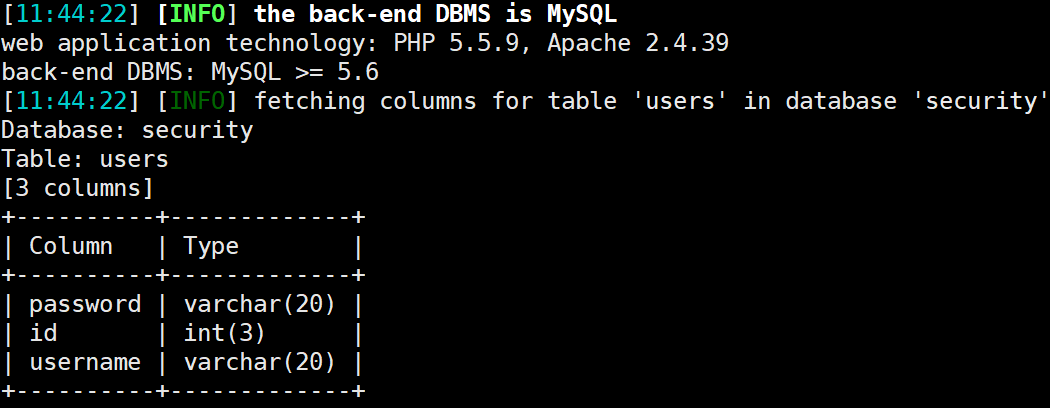 [11:44:22] [INFO] the back-end DBMS is MySQL
web application technology: PHP 5.5.9, Apache 2.4.39
back-end DBMS: MySQL >= 5.6
[11:44:22] [INFO] fetching columns for table 'users' in database 'security'
Database: security
Table: users
[3 columns]
+----------+-------------+
| Column   | Type        |
+----------+-------------+
| password | varchar(20) |
| id       | int(3)      |
| username | varchar(20) |
+----------+-------------+